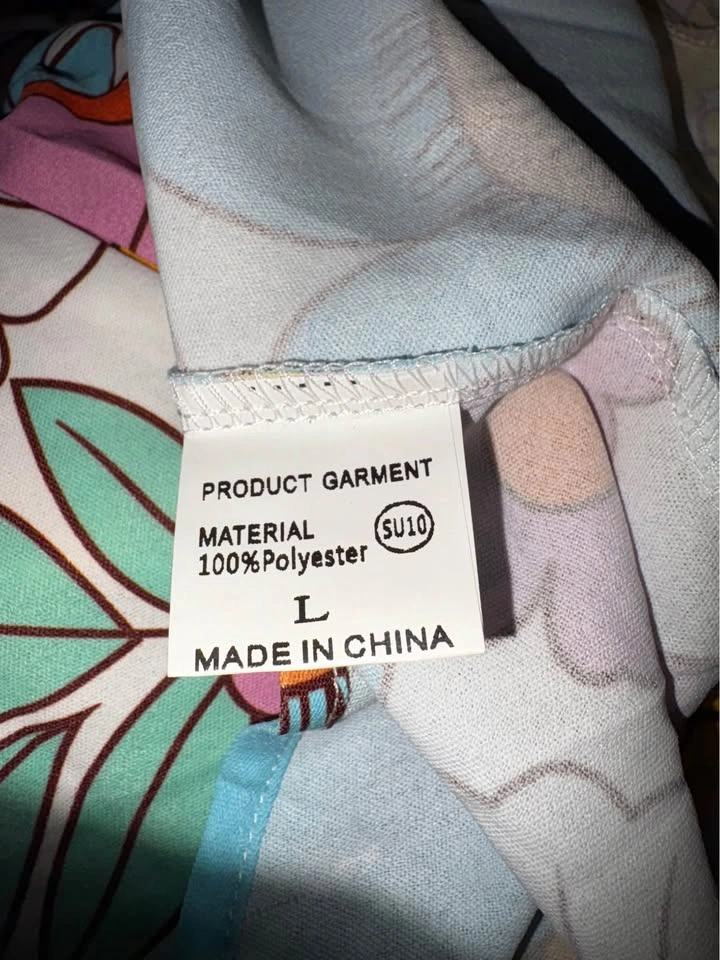 PRODUCT GARMENT
MATERIAL
SU10
100%Polyester
L
MADE IN CHINA